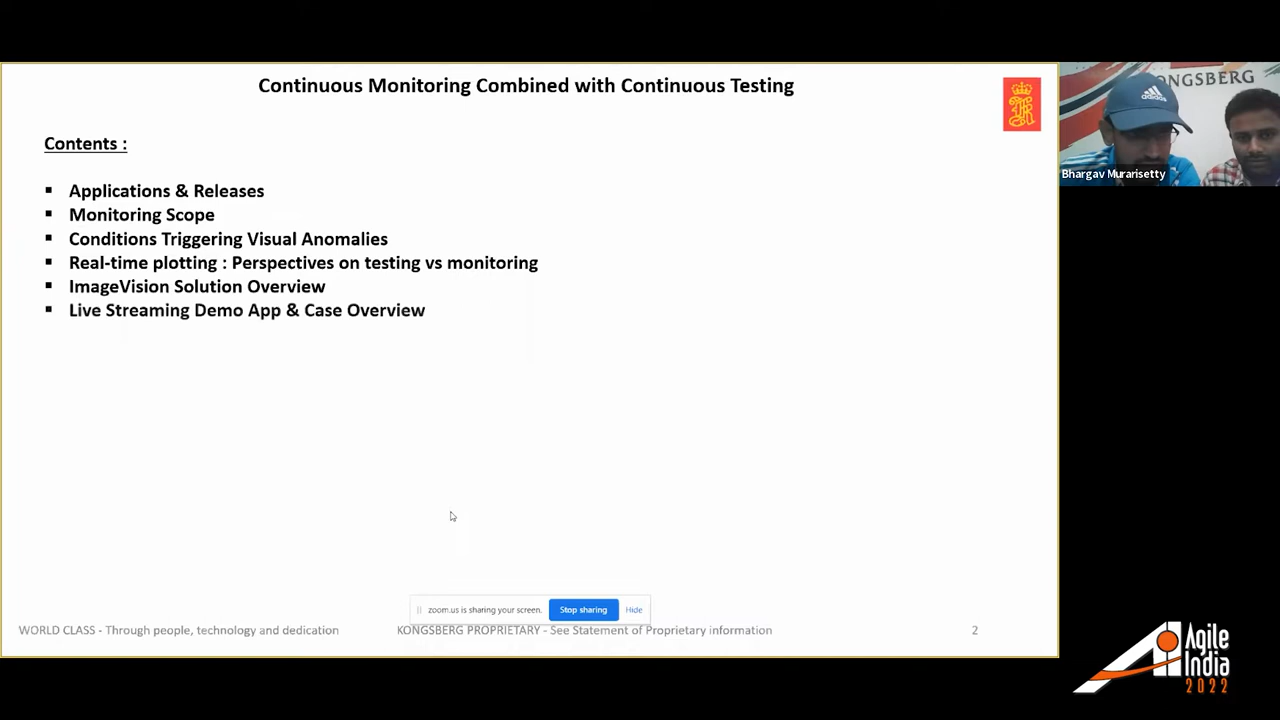 Continuous Monitoring Combined with Continuous Testing
Contents :
Applications & Releases
Monitoring Scope
Conditions Triggering Visual Anomalies
Real-time plotting : Perspectives on testing vs monitoring
ImageVision Solution Overview
Live Streaming Demo App & Case Overview
zoom.us is sharing your screen.
Stop sharing
Hide
WORLD CLASS - Through people, technology and dedication
KONGSBERG PROPRIETARY - See Statement of Proprietary information
2
KONGSBERG
adidas
Bhargav Murarisetty
Agile
India
2022